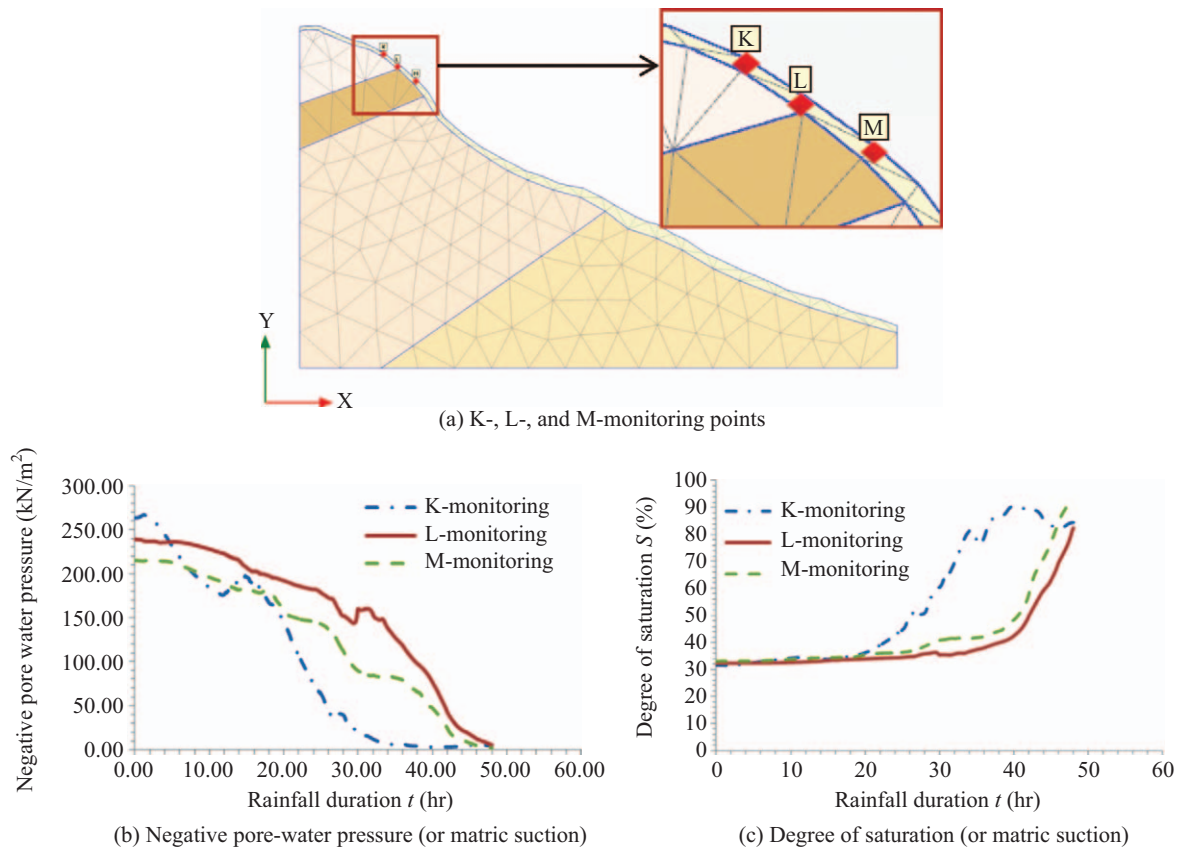 K
L
M
Y
X
(a) K-, L-, and M-monitoring points
Negative pore water pressure (kN/m²)
300.00
250.00
200.00
150.00
100.00
50.00
0.00
K-monitoring
L-monitoring
M-monitoring
0.00 10.00 20.00 30.00 40.00 50.00 60.00
Rainfall duration t (hr)
(b) Negative pore-water pressure (or matric suction)
Degree of saturation S (%)
100
90
80
70
60
50
40
30
20
10
0
K-monitoring
L-monitoring
M-monitoring
0 10 20 30 40 50 60
Rainfall duration t (hr)
(c) Degree of saturation (or matric suction)